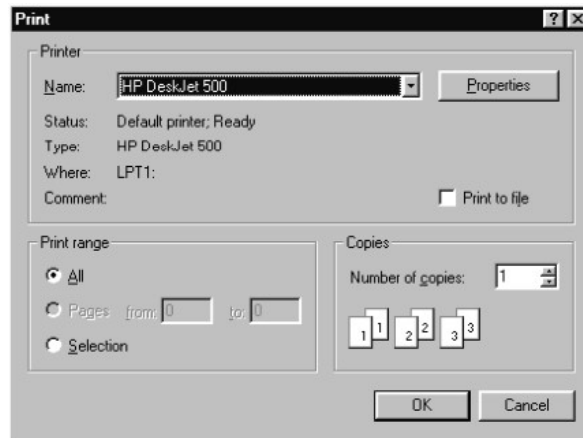 Print
Printer
Name: HP DeskJet 500 Properties
Status: Default printer; Ready
Type: HP DeskJet 500
Where: LPT1:
Comment: Print to file
Print range
All
Pages from: 0 to: 0
Selection
Copies
Number of copies: 1
1 1 2 2 3 3
OK Cancel